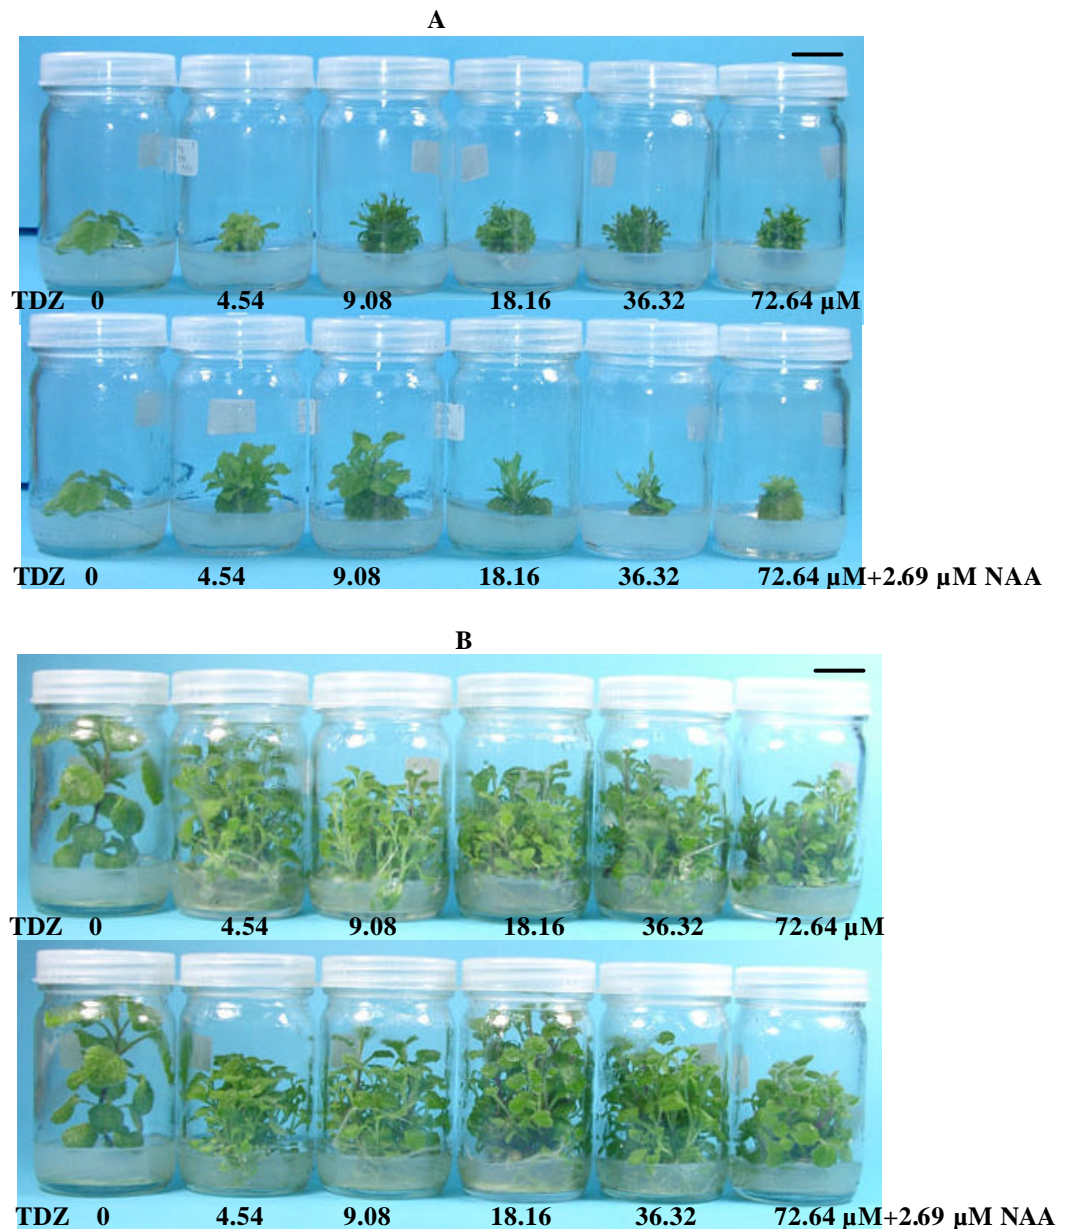 A
TDZ 0 4.54 9.08 18.16 36.32 72.64 µM
TDZ 0 4.54 9.08 18.16 36.32 72.64 µM+2.69 µM NAA
B
TDZ 0 4.54 9.08 18.16 36.32 72.64 µM
TDZ 0 4.54 9.08 18.16 36.32 72.64 µM+2.69 µM NAA